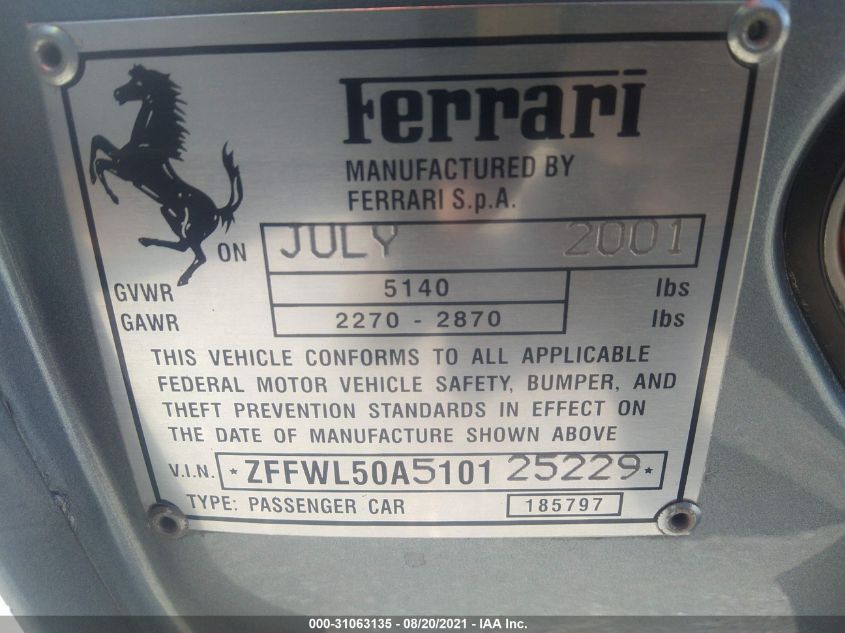 Ferrari
MANUFACTURED BY
FERRARI S.p.A.
ON JULY 2001
GVWR 5140 lbs
GAWR 2270 - 2870 lbs
THIS VEHICLE CONFORMS TO ALL APPLICABLE
FEDERAL MOTOR VEHICLE SAFETY, BUMPER, AND
THEFT PREVENTION STANDARDS IN EFFECT ON
THE DATE OF MANUFACTURE SHOWN ABOVE
V.I.N. * ZFFWL50A5101 25229 *
TYPE: PASSENGER CAR 185797
000-31063135 - 08/20/2021 - IAA Inc.